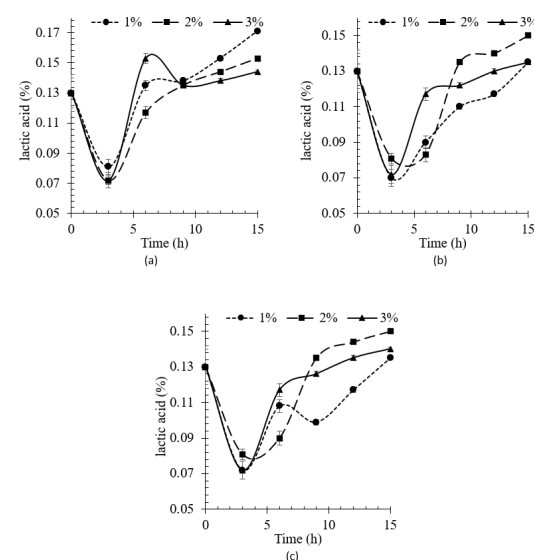 1% 2% 3%
0.17
0.15
0.13
0.11
0.09
0.07
0.05
lactic acid (%)
0 5 10 15
Time (h)
(a)
1% 2% 3%
0.15
0.13
0.11
0.09
0.07
0.05
lactic acid (%)
0 5 10 15
Time (h)
(b)
1% 2% 3%
0.15
0.13
0.11
0.09
0.07
0.05
lactic acid (%)
0 5 10 15
Time (h)
(c)